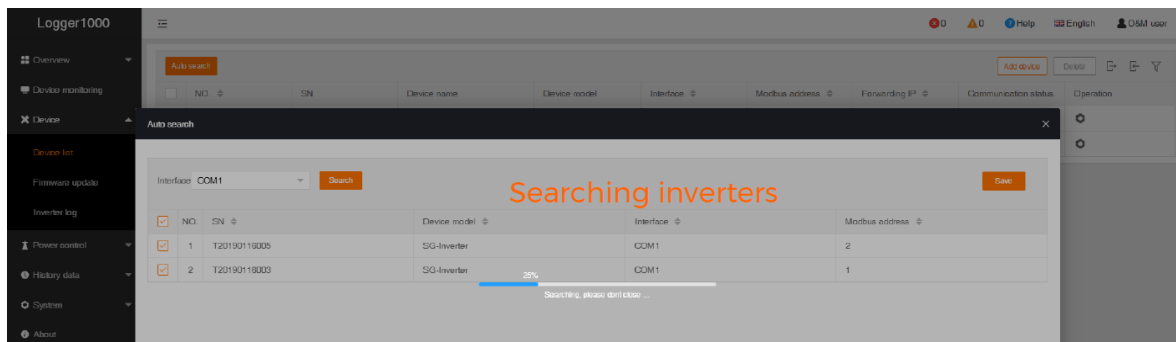 Logger1000
0 0 Help English O&M user
Overview
Device monitoring
Device
Device list
Firmware update
Inverter log
Power control
History data
System
About
Auto search Add device Delete
NO. SN Device name Device model Interface Modbus address Forwarding IP Communication status Operation
Auto search
Interface COM1 Search Save
Searching inverters
NO. SN Device model Interface Modbus address
1 T20190116005 SG-Inverter COM1 2
2 T20190116003 SG-Inverter COM1 1
25%
Searching, please don't close ...